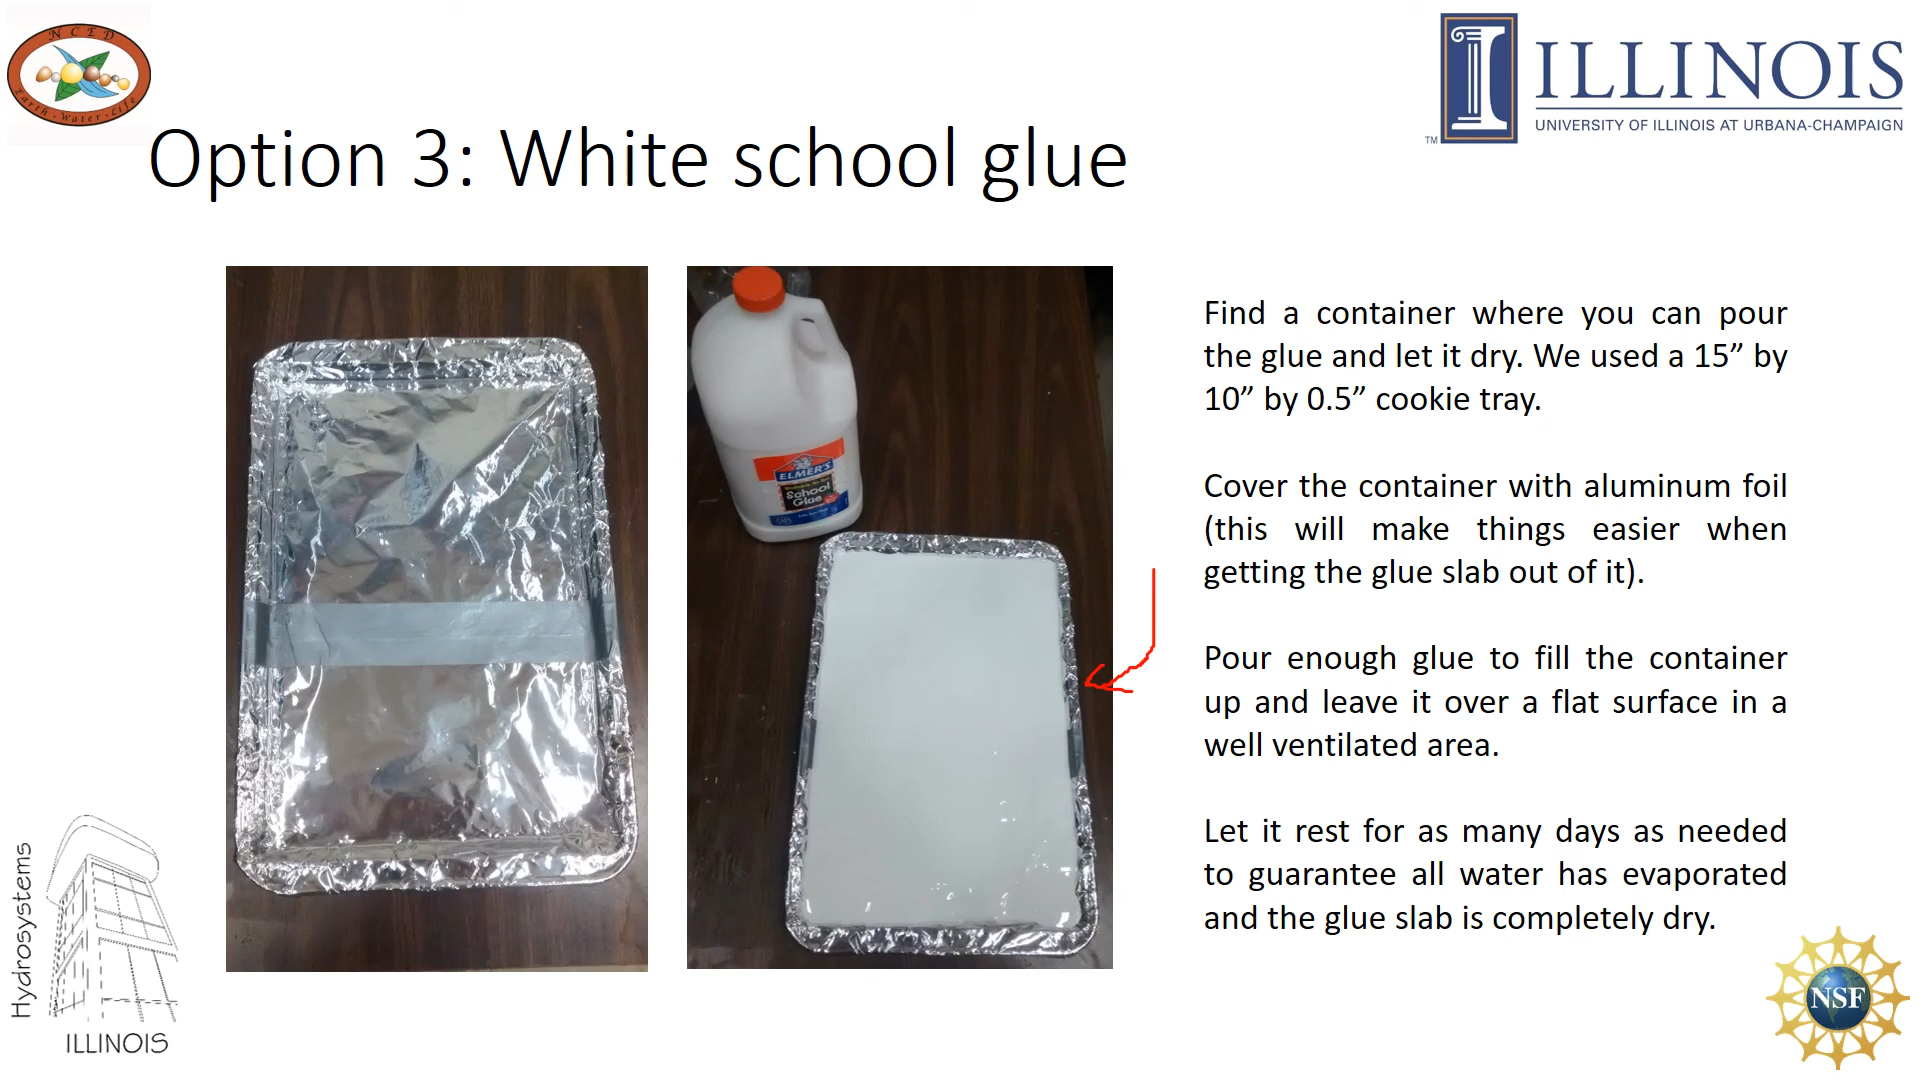 NCED
Earth · Water · Life
ILLINOIS
UNIVERSITY OF ILLINOIS AT URBANA-CHAMPAIGN
TM
Option 3: White school glue
ELMER'S
School
Glue
Find a container where you can pour
the glue and let it dry. We used a 15” by
10” by 0.5” cookie tray.
Cover the container with aluminum foil
(this will make things easier when
getting the glue slab out of it).
Pour enough glue to fill the container
up and leave it over a flat surface in a
well ventilated area.
Let it rest for as many days as needed
to guarantee all water has evaporated
and the glue slab is completely dry.
Hydrosystems
ILLINOIS
NSF